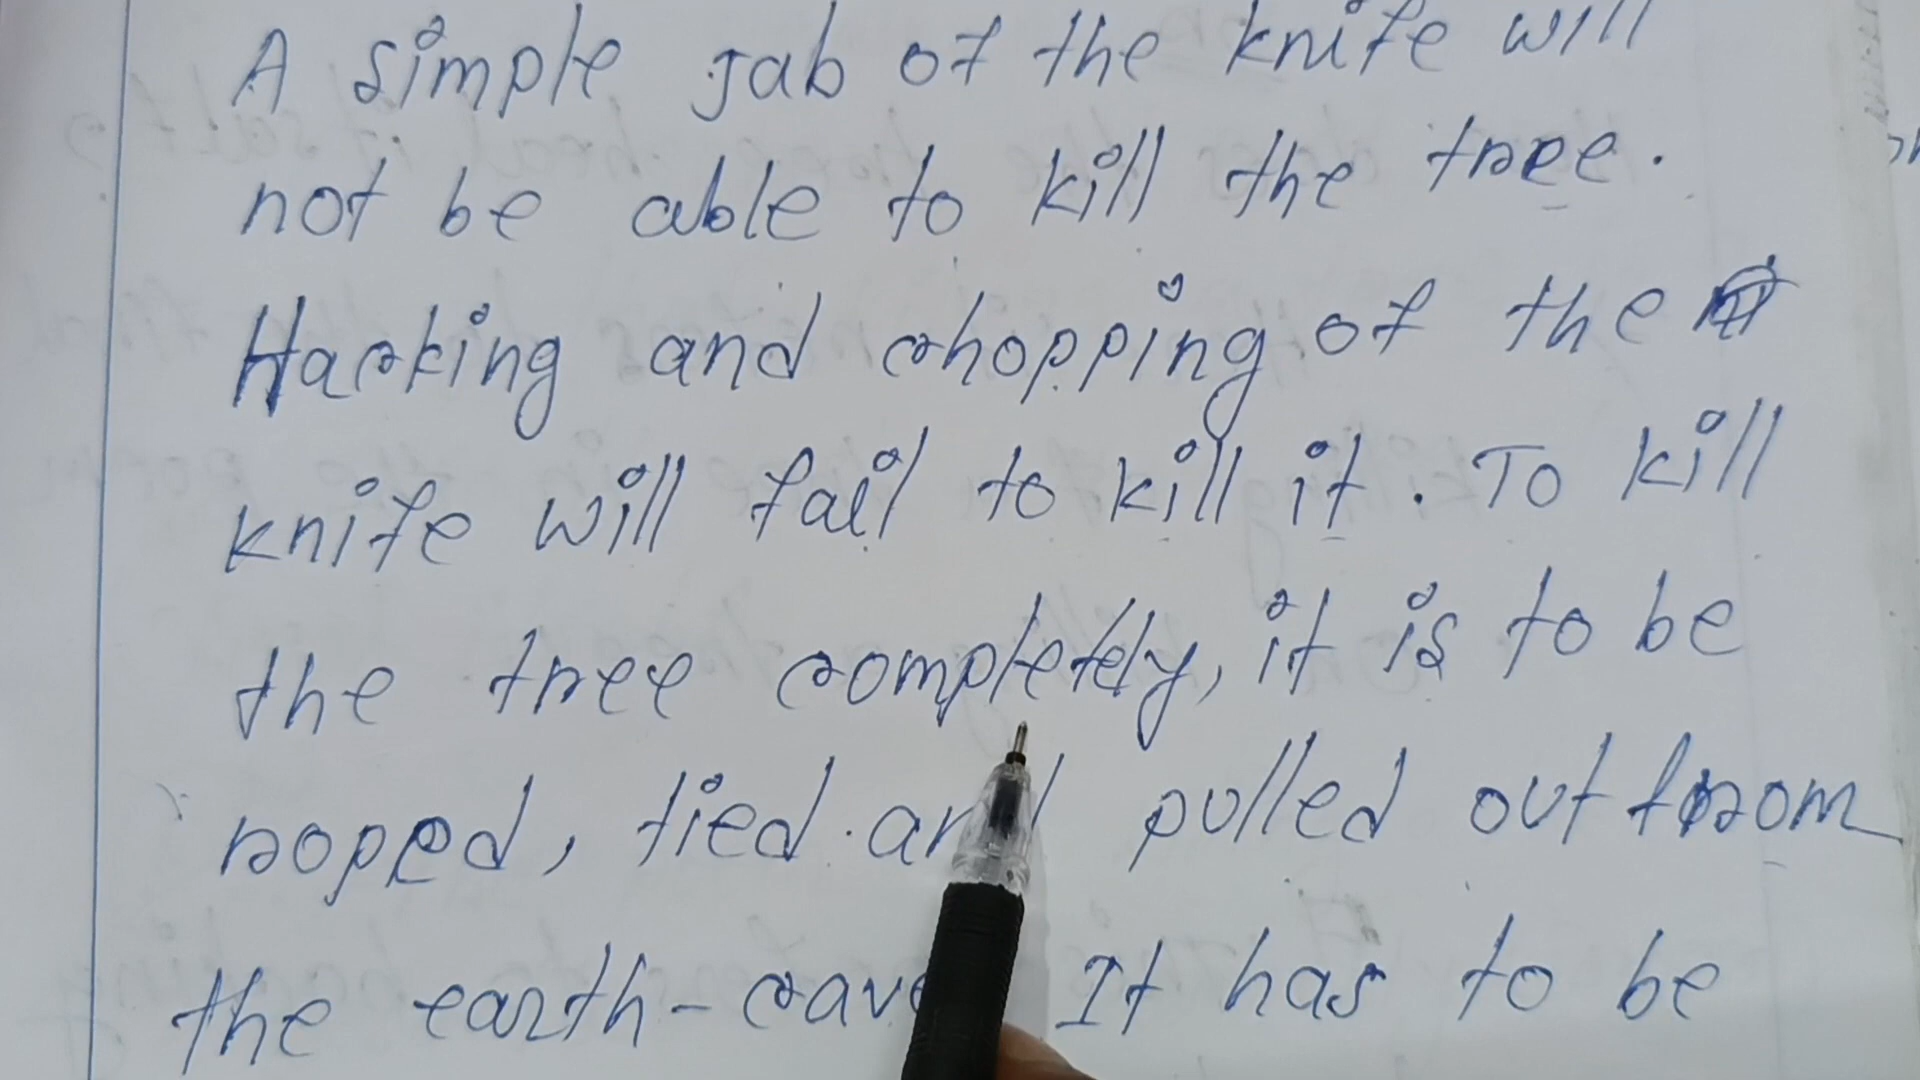 A simple jab of the knife will
not be able to kill the tree.
Hacking and chopping of the
knife will fail to kill it. To kill
the tree completely, it is to be
roped, tied and pulled out from
the earth-cave It has to be